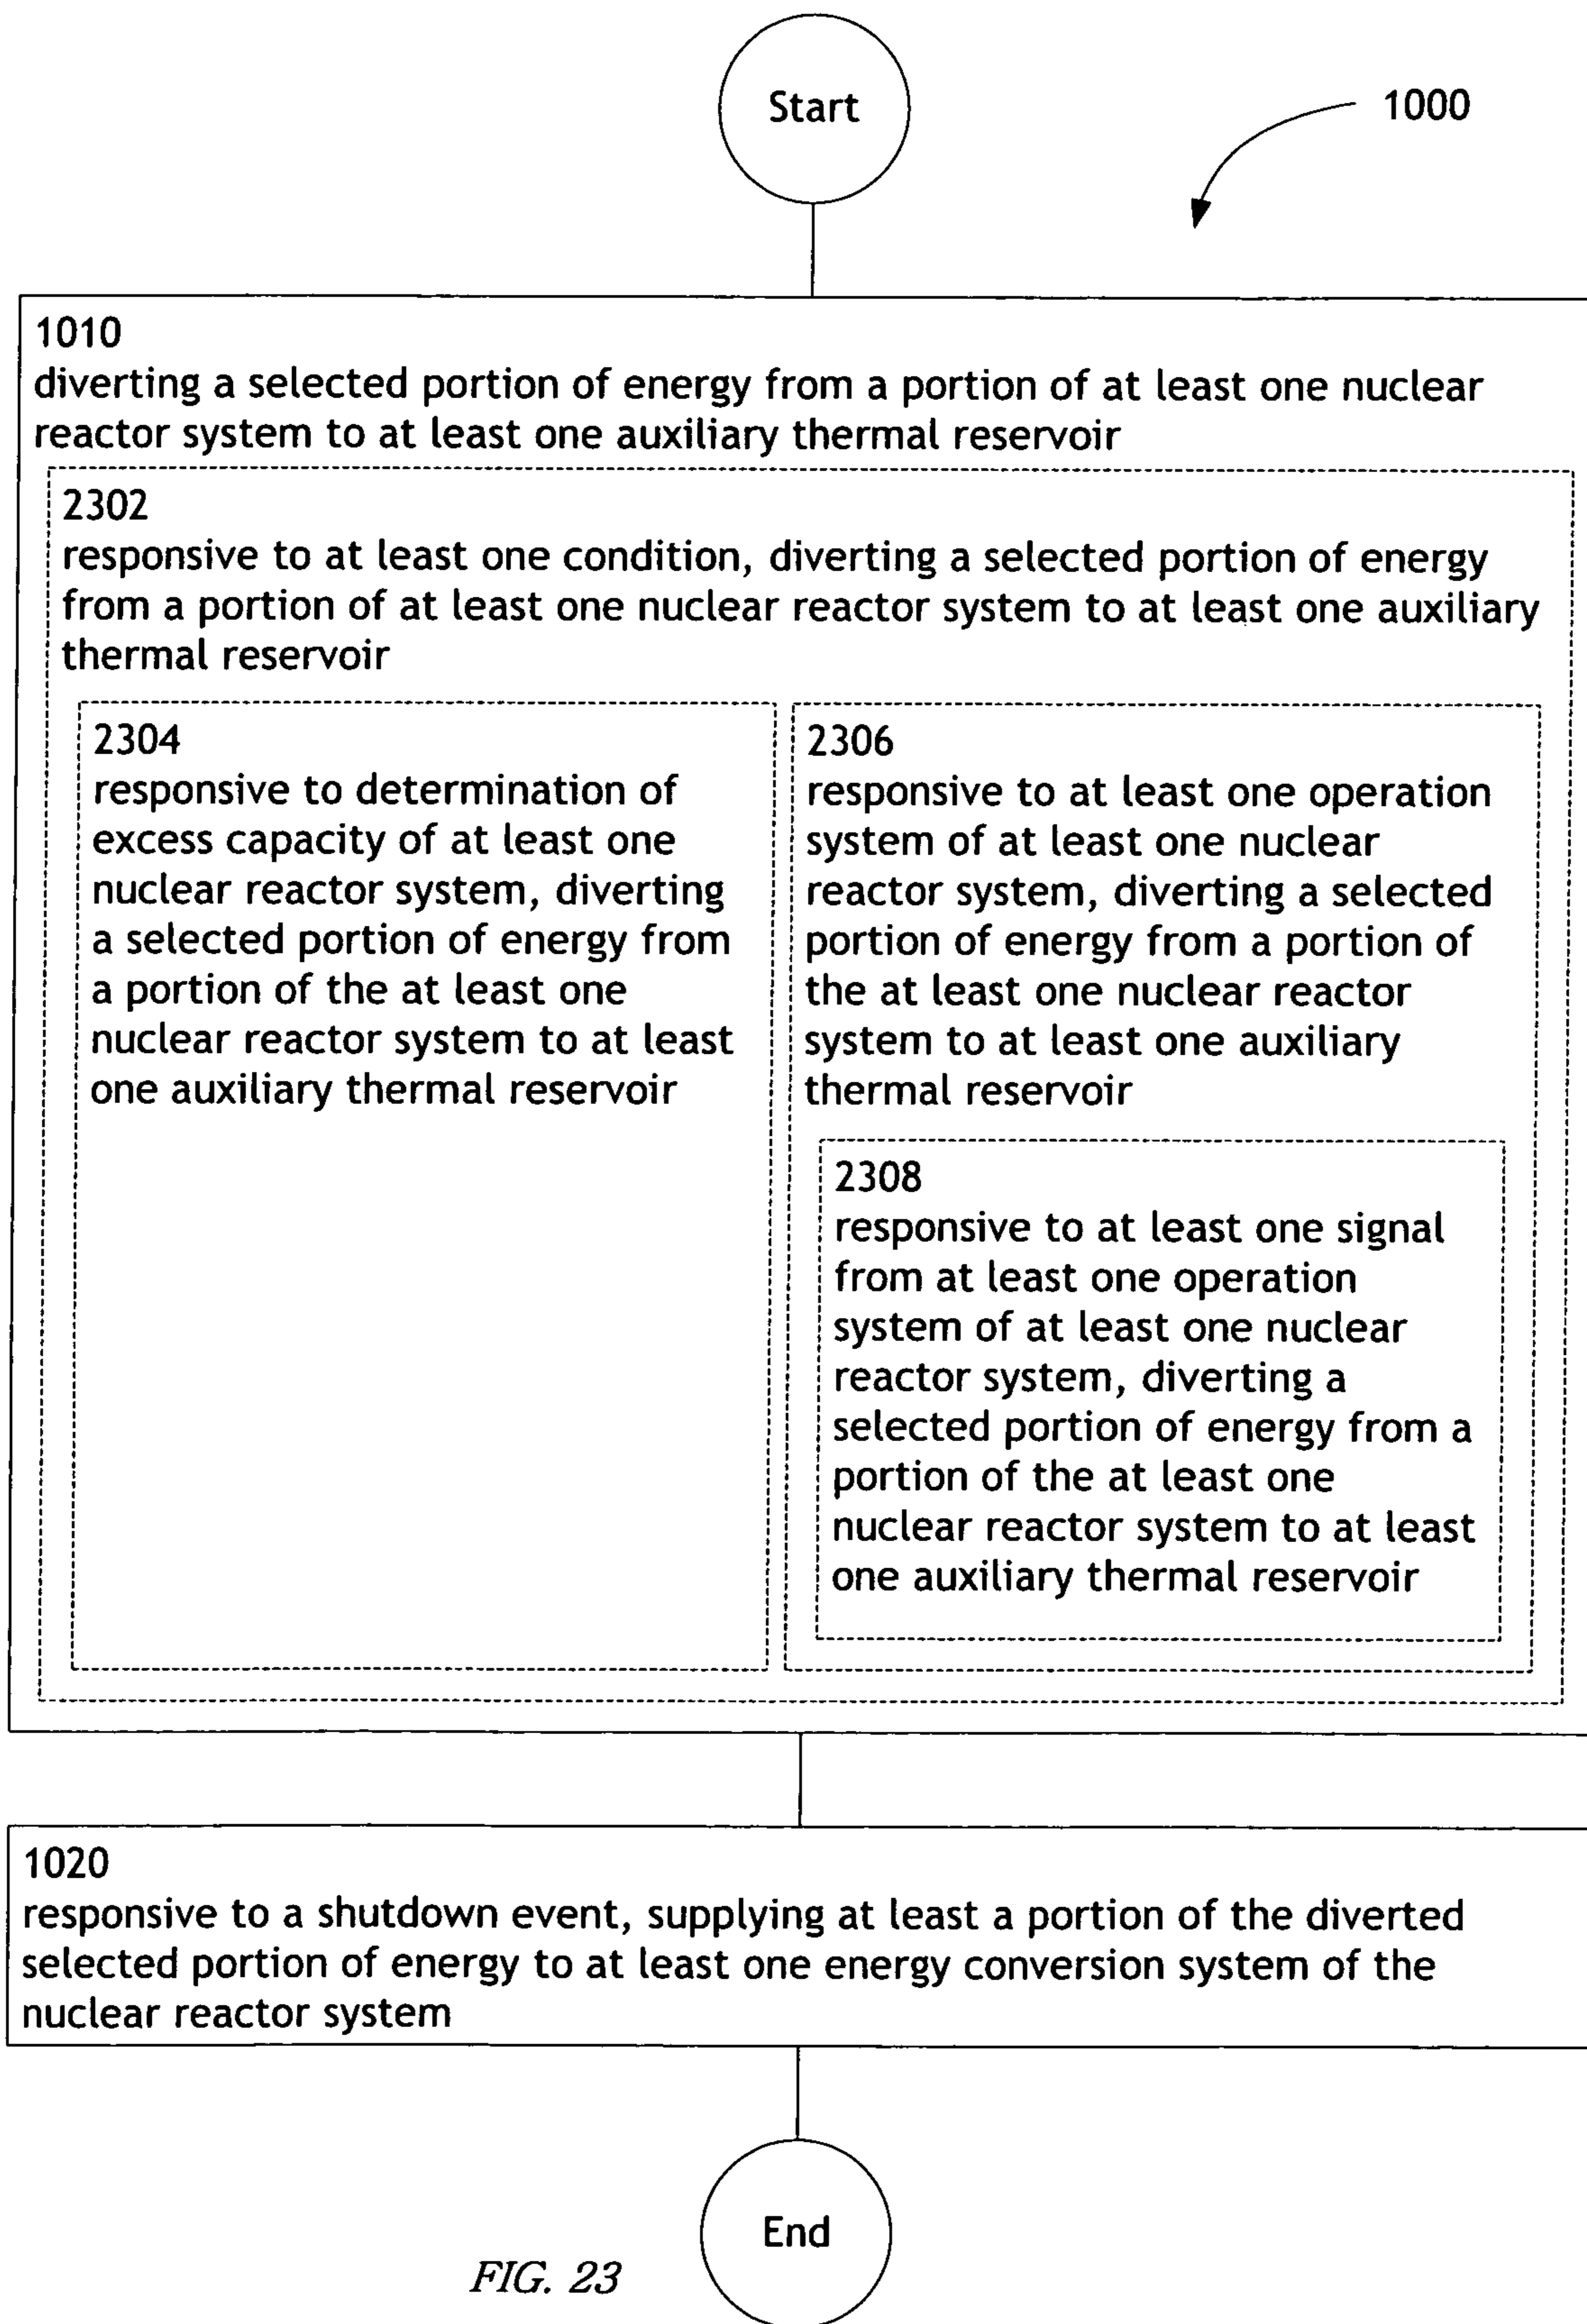 Start
1000
1010
diverting a selected portion of energy from a portion of at least one nuclear
reactor system to at least one auxiliary thermal reservoir
2302
responsive to at least one condition, diverting a selected portion of energy
from a portion of at least one nuclear reactor system to at least one auxiliary
thermal reservoir
2304
responsive to determination of
excess capacity of at least one
nuclear reactor system, diverting
a selected portion of energy from
a portion of the at least one
nuclear reactor system to at least
one auxiliary thermal reservoir
2306
responsive to at least one operation
system of at least one nuclear
reactor system, diverting a selected
portion of energy from a portion of
the at least one nuclear reactor
system to at least one auxiliary
thermal reservoir
2308
responsive to at least one signal
from at least one operation
system of at least one nuclear
reactor system, diverting a
selected portion of energy from a
portion of the at least one
nuclear reactor system to at least
one auxiliary thermal reservoir
1020
responsive to a shutdown event, supplying at least a portion of the diverted
selected portion of energy to at least one energy conversion system of the
nuclear reactor system
End
FIG. 23